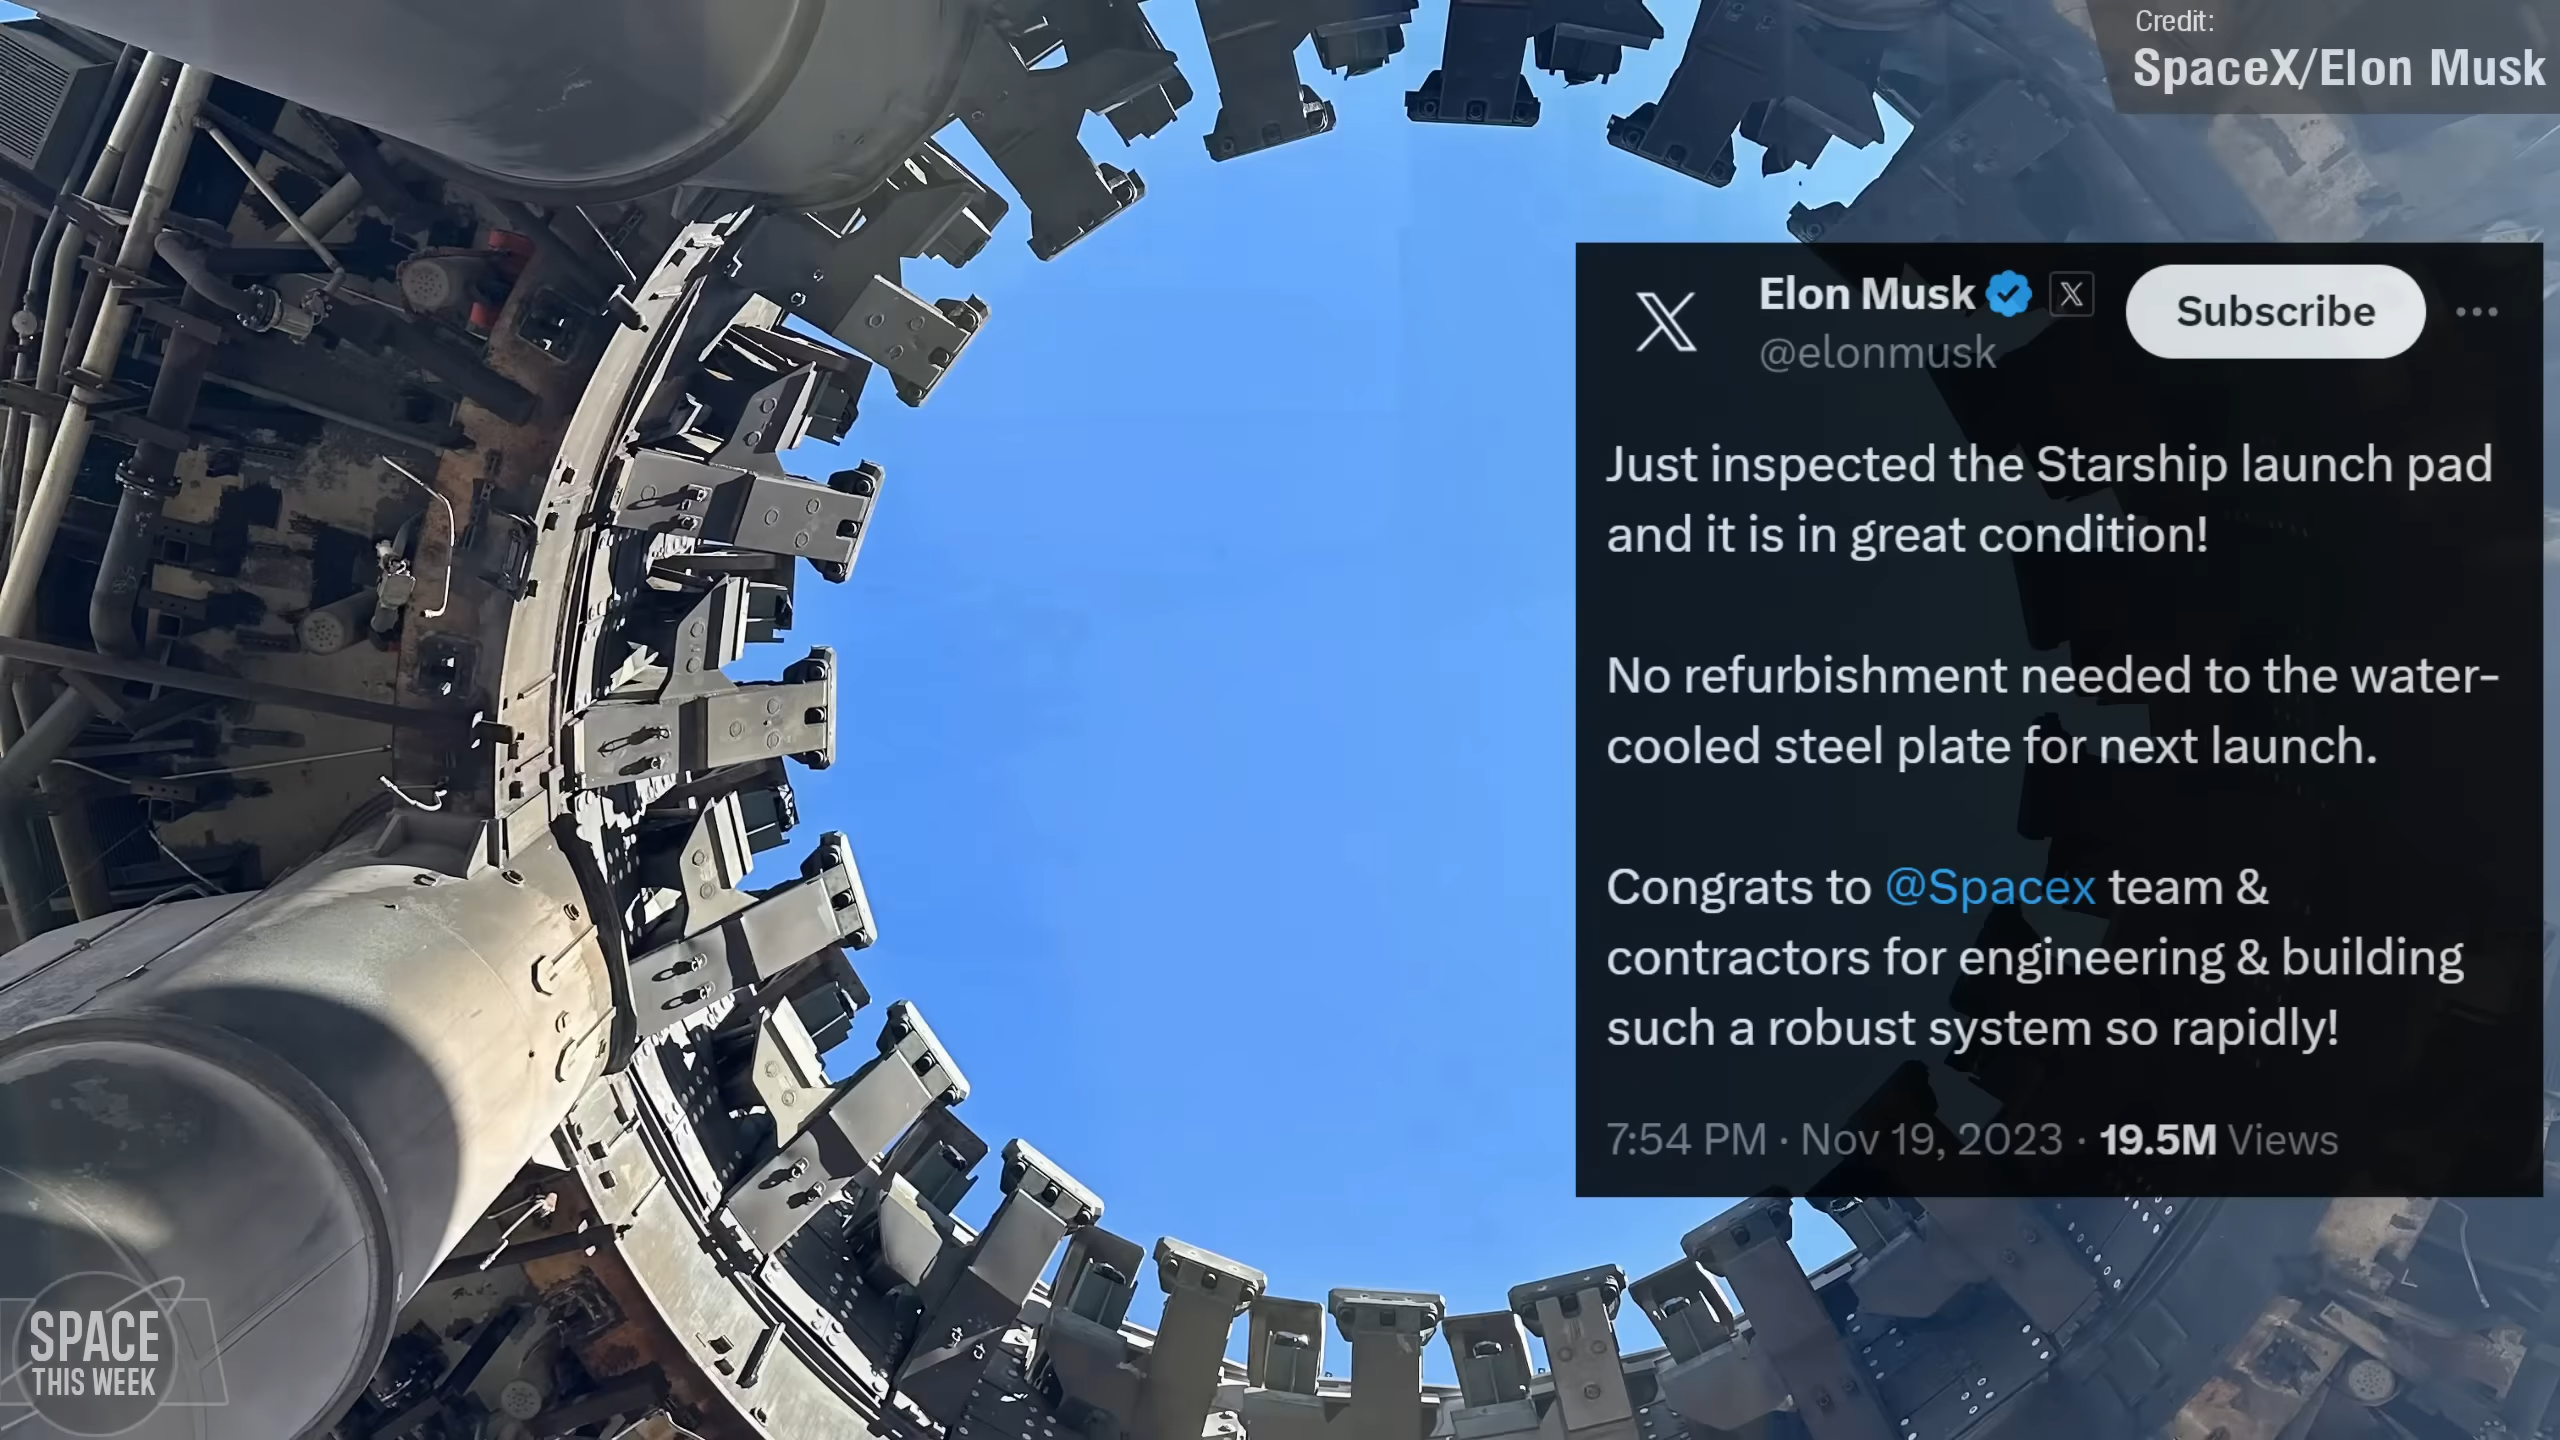 Credit:
SpaceX/Elon Musk
Elon Musk
@elonmusk
Subscribe
Just inspected the Starship launch pad
and it is in great condition!
No refurbishment needed to the water-
cooled steel plate for next launch.
Congrats to @Spacex team &
contractors for engineering & building
such a robust system so rapidly!
7:54 PM · Nov 19, 2023 · 19.5M Views
SPACE
THIS WEEK